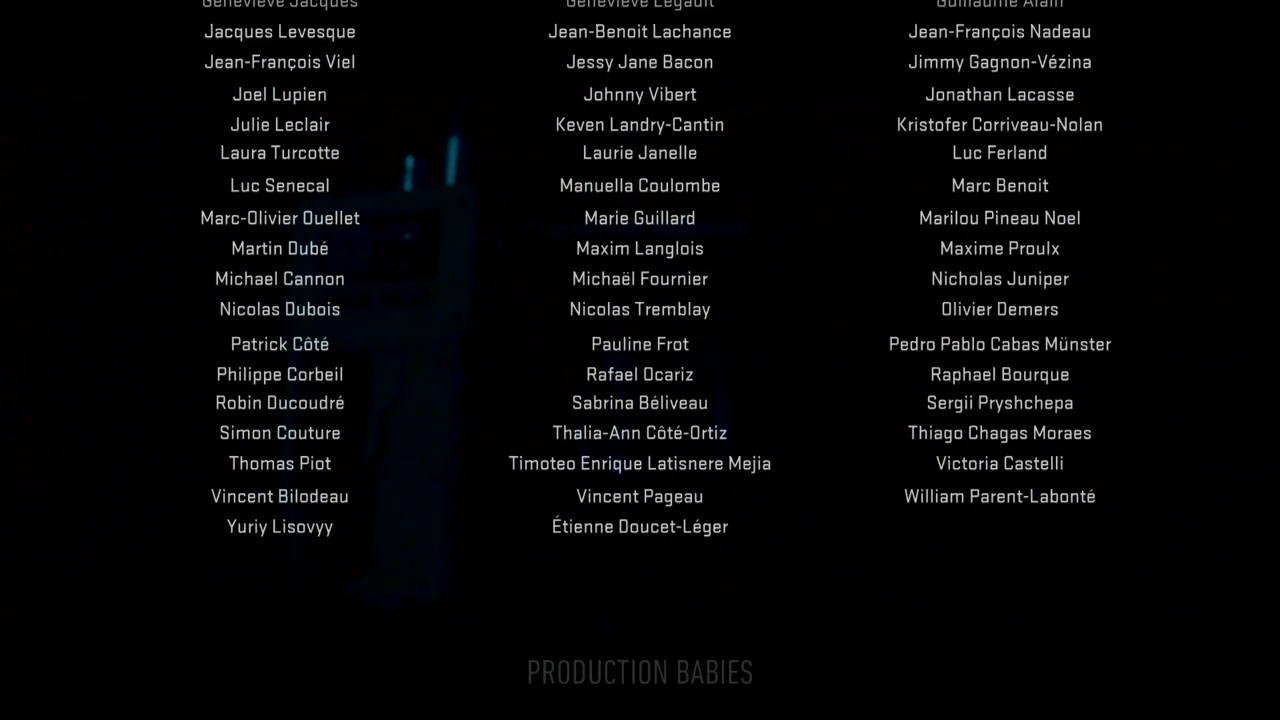 Geneviève Jacques Geneviève Légault Guillaume Alain
Jacques Levesque Jean-Benoit Lachance Jean-François Nadeau
Jean-François Viel Jessy Jane Bacon Jimmy Gagnon-Vézina
Joel Lupien Johnny Vibert Jonathan Lacasse
Julie Leclair Keven Landry-Cantin Kristofer Corriveau-Nolan
Laura Turcotte Laurie Janelle Luc Ferland
Luc Senecal Manuella Coulombe Marc Benoit
Marc-Olivier Ouellet Marie Guillard Marilou Pineau Noel
Martin Dubé Maxim Langlois Maxime Proulx
Michael Cannon Michaël Fournier Nicholas Juniper
Nicolas Dubois Nicolas Tremblay Olivier Demers
Patrick Côté Pauline Frot Pedro Pablo Cabas Münster
Philippe Corbeil Rafael Ocariz Raphael Bourque
Robin Ducoudré Sabrina Béliveau Sergii Pryshchepa
Simon Couture Thalia-Ann Côté-Ortiz Thiago Chagas Moraes
Thomas Piot Timoteo Enrique Latisnere Mejia Victoria Castelli
Vincent Bilodeau Vincent Pageau William Parent-Labonté
Yuriy Lisovyy Étienne Doucet-Léger
PRODUCTION BABIES